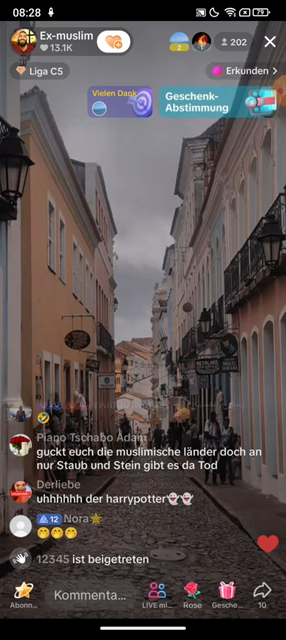 08:28
79
Ex-muslim
13.1K
2
202
Liga C5
Erkunden >
Vielen Dank
Geschenk-
Abstimmung
Piano Tschabo Adam
guckt euch die muslimische länder doch an
nur Staub und Stein gibt es da Tod
Derliebe
uhhhhhh der harrypotter👻👻
12 Nora🌟
🤭🤭🤭
12345 ist beigetreten
Abonn...
Kommenta...
LIVE mi...
Rose
Gesche...
10